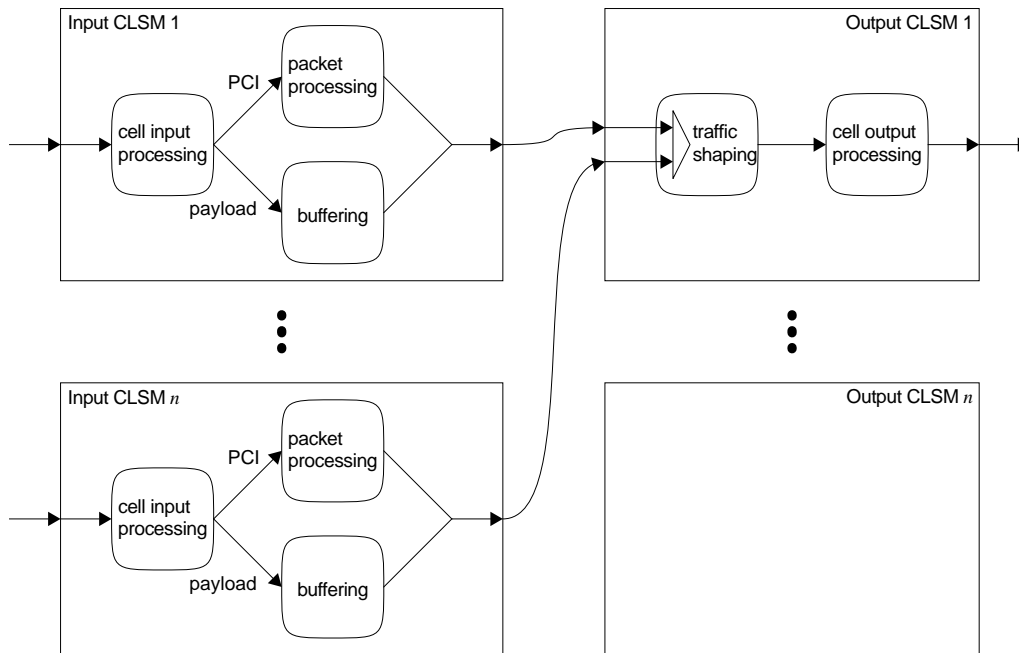 Input CLSM 1
PCI
packet
processing
cell input
processing
payload
buffering
Output CLSM 1
traffic
shaping
cell output
processing
Input CLSM n
PCI
packet
processing
cell input
processing
payload
buffering
Output CLSM n